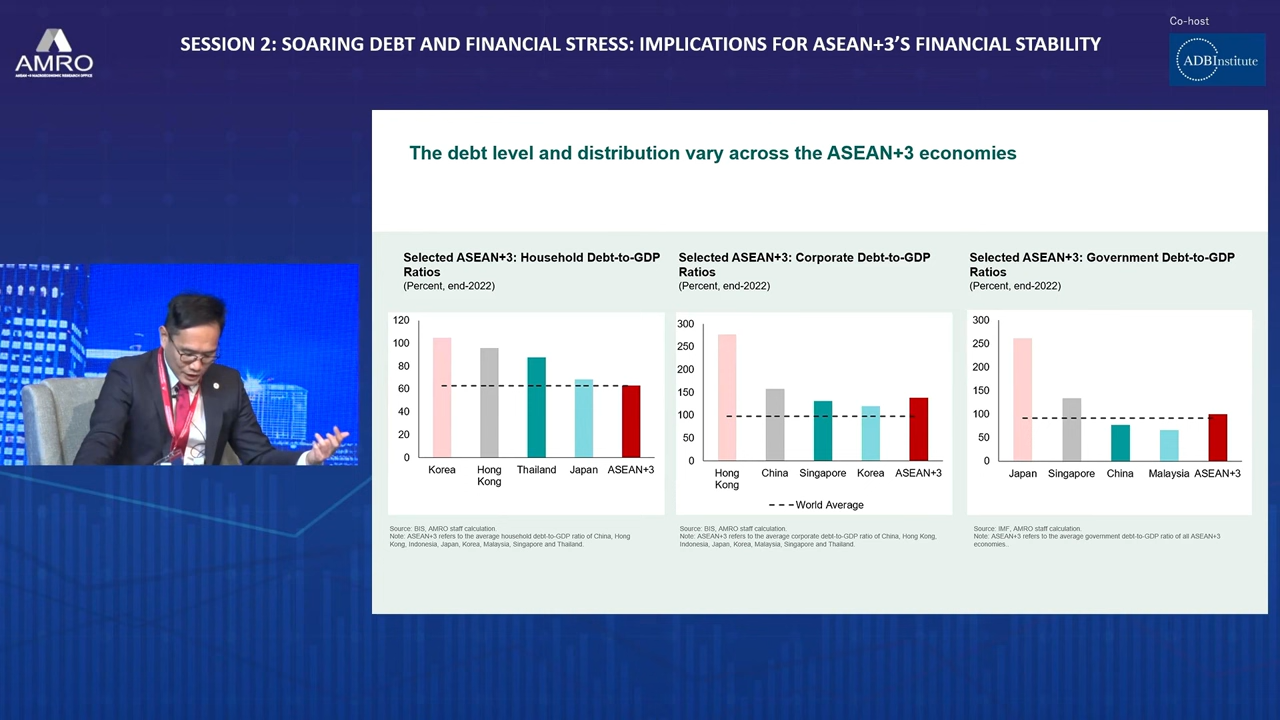 Co-host
AMRO
ASEAN+3 MACROECONOMIC RESEARCH OFFICE
SESSION 2: SOARING DEBT AND FINANCIAL STRESS: IMPLICATIONS FOR ASEAN+3'S FINANCIAL STABILITY
ADBInstitute
The debt level and distribution vary across the ASEAN+3 economies
Selected ASEAN+3: Household Debt-to-GDP
Ratios
(Percent, end-2022)
120
100
80
60
40
20
0
Korea
Hong
Kong
Thailand
Japan
ASEAN+3
Source: BIS, AMRO staff calculation.
Note: ASEAN+3 refers to the average household debt-to-GDP ratio of China, Hong
Kong, Indonesia, Japan, Korea, Malaysia, Singapore and Thailand.
Selected ASEAN+3: Corporate Debt-to-GDP
Ratios
(Percent, end-2022)
300
250
200
150
100
50
0
Hong
Kong
China
Singapore
Korea
ASEAN+3
World Average
Source: BIS, AMRO staff calculation.
Note: ASEAN+3 refers to the average corporate debt-to-GDP ratio of China, Hong Kong,
Indonesia, Japan, Korea, Malaysia, Singapore and Thailand.
Selected ASEAN+3: Government Debt-to-GDP
Ratios
(Percent, end-2022)
300
250
200
150
100
50
0
Japan
Singapore
China
Malaysia
ASEAN+3
Source: IMF, AMRO staff calculation.
Note: ASEAN+3 refers to the average government debt-to-GDP ratio of all ASEAN+3
economies..